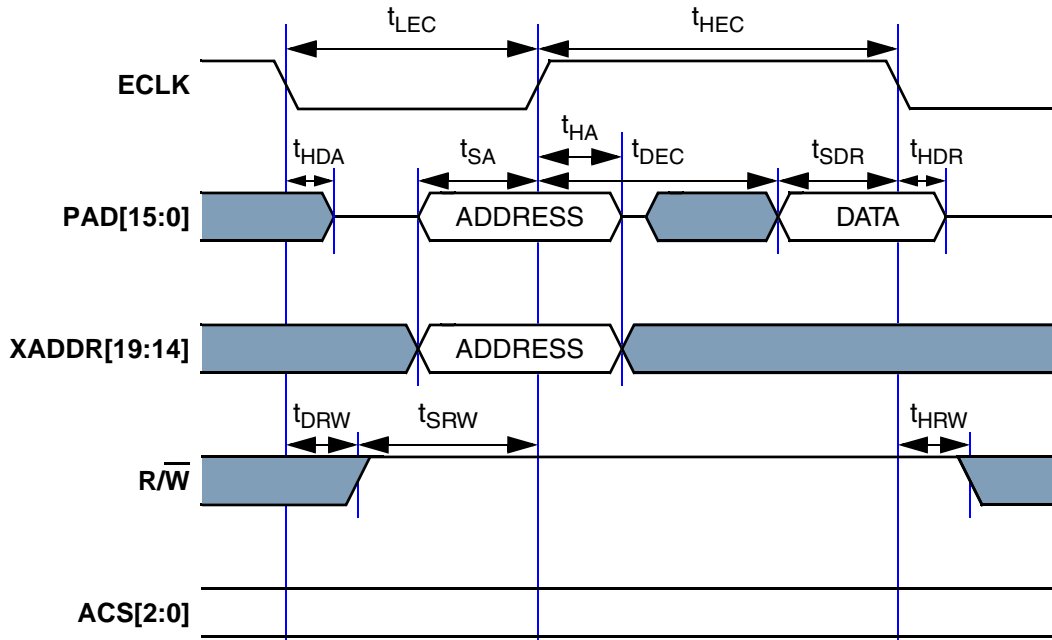 tLEC
tHEC
ECLK
tHDA
tSA
tHA
tDEC
tSDR
tHDR
PAD[15:0]
ADDRESS
DATA
XADDR[19:14]
ADDRESS
tDRW
tSRW
tHRW
R/W̅
ACS[2:0]